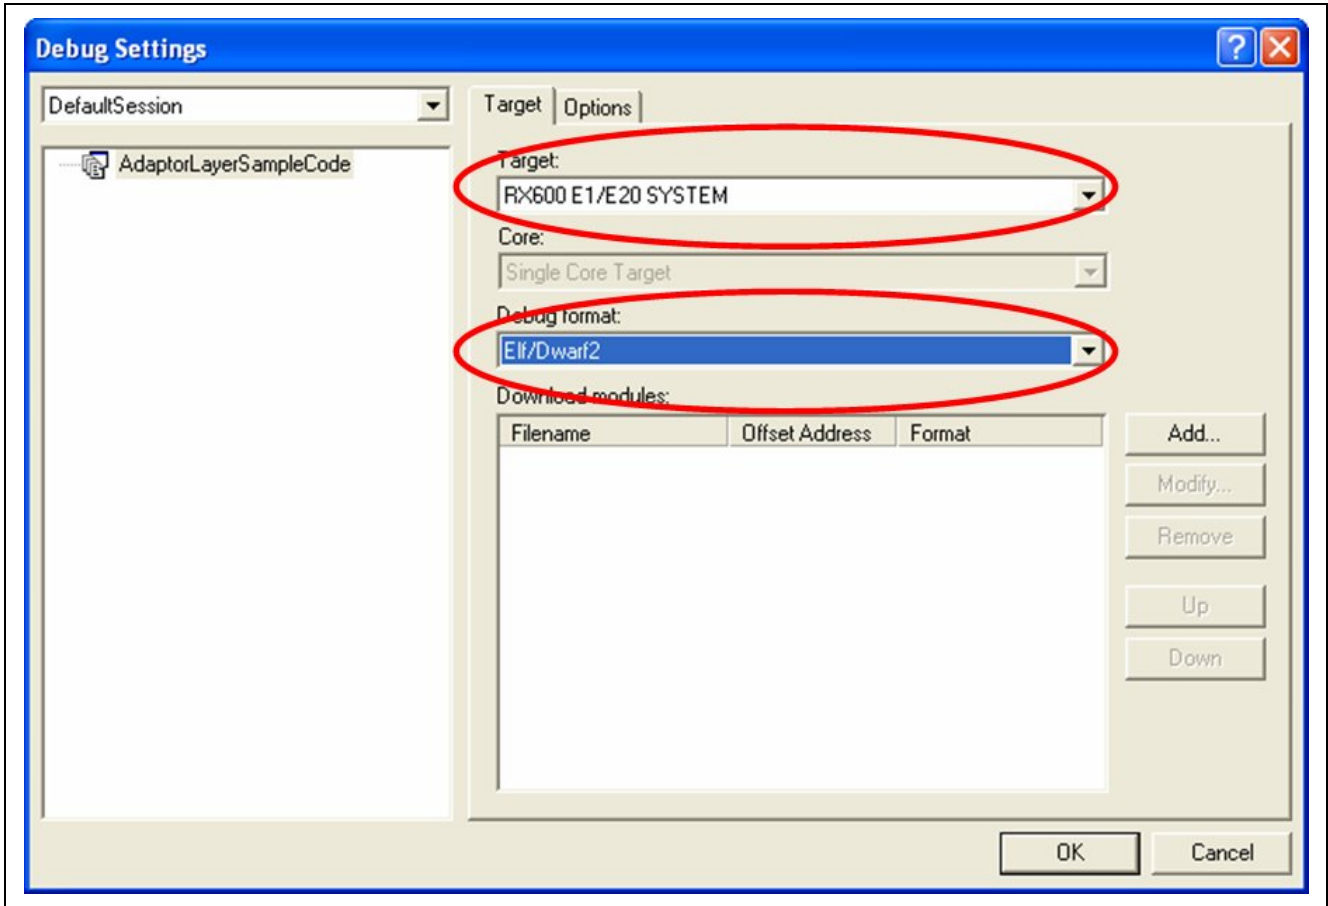 Debug Settings
DefaultSession
AdaptorLayerSampleCode
Target Options
Target:
RX600 E1/E20 SYSTEM
Core:
Single Core Target
Debug format:
Elf/Dwarf2
Download modules:
Filename Offset Address Format
Add...
Modify...
Remove
Up
Down
OK Cancel